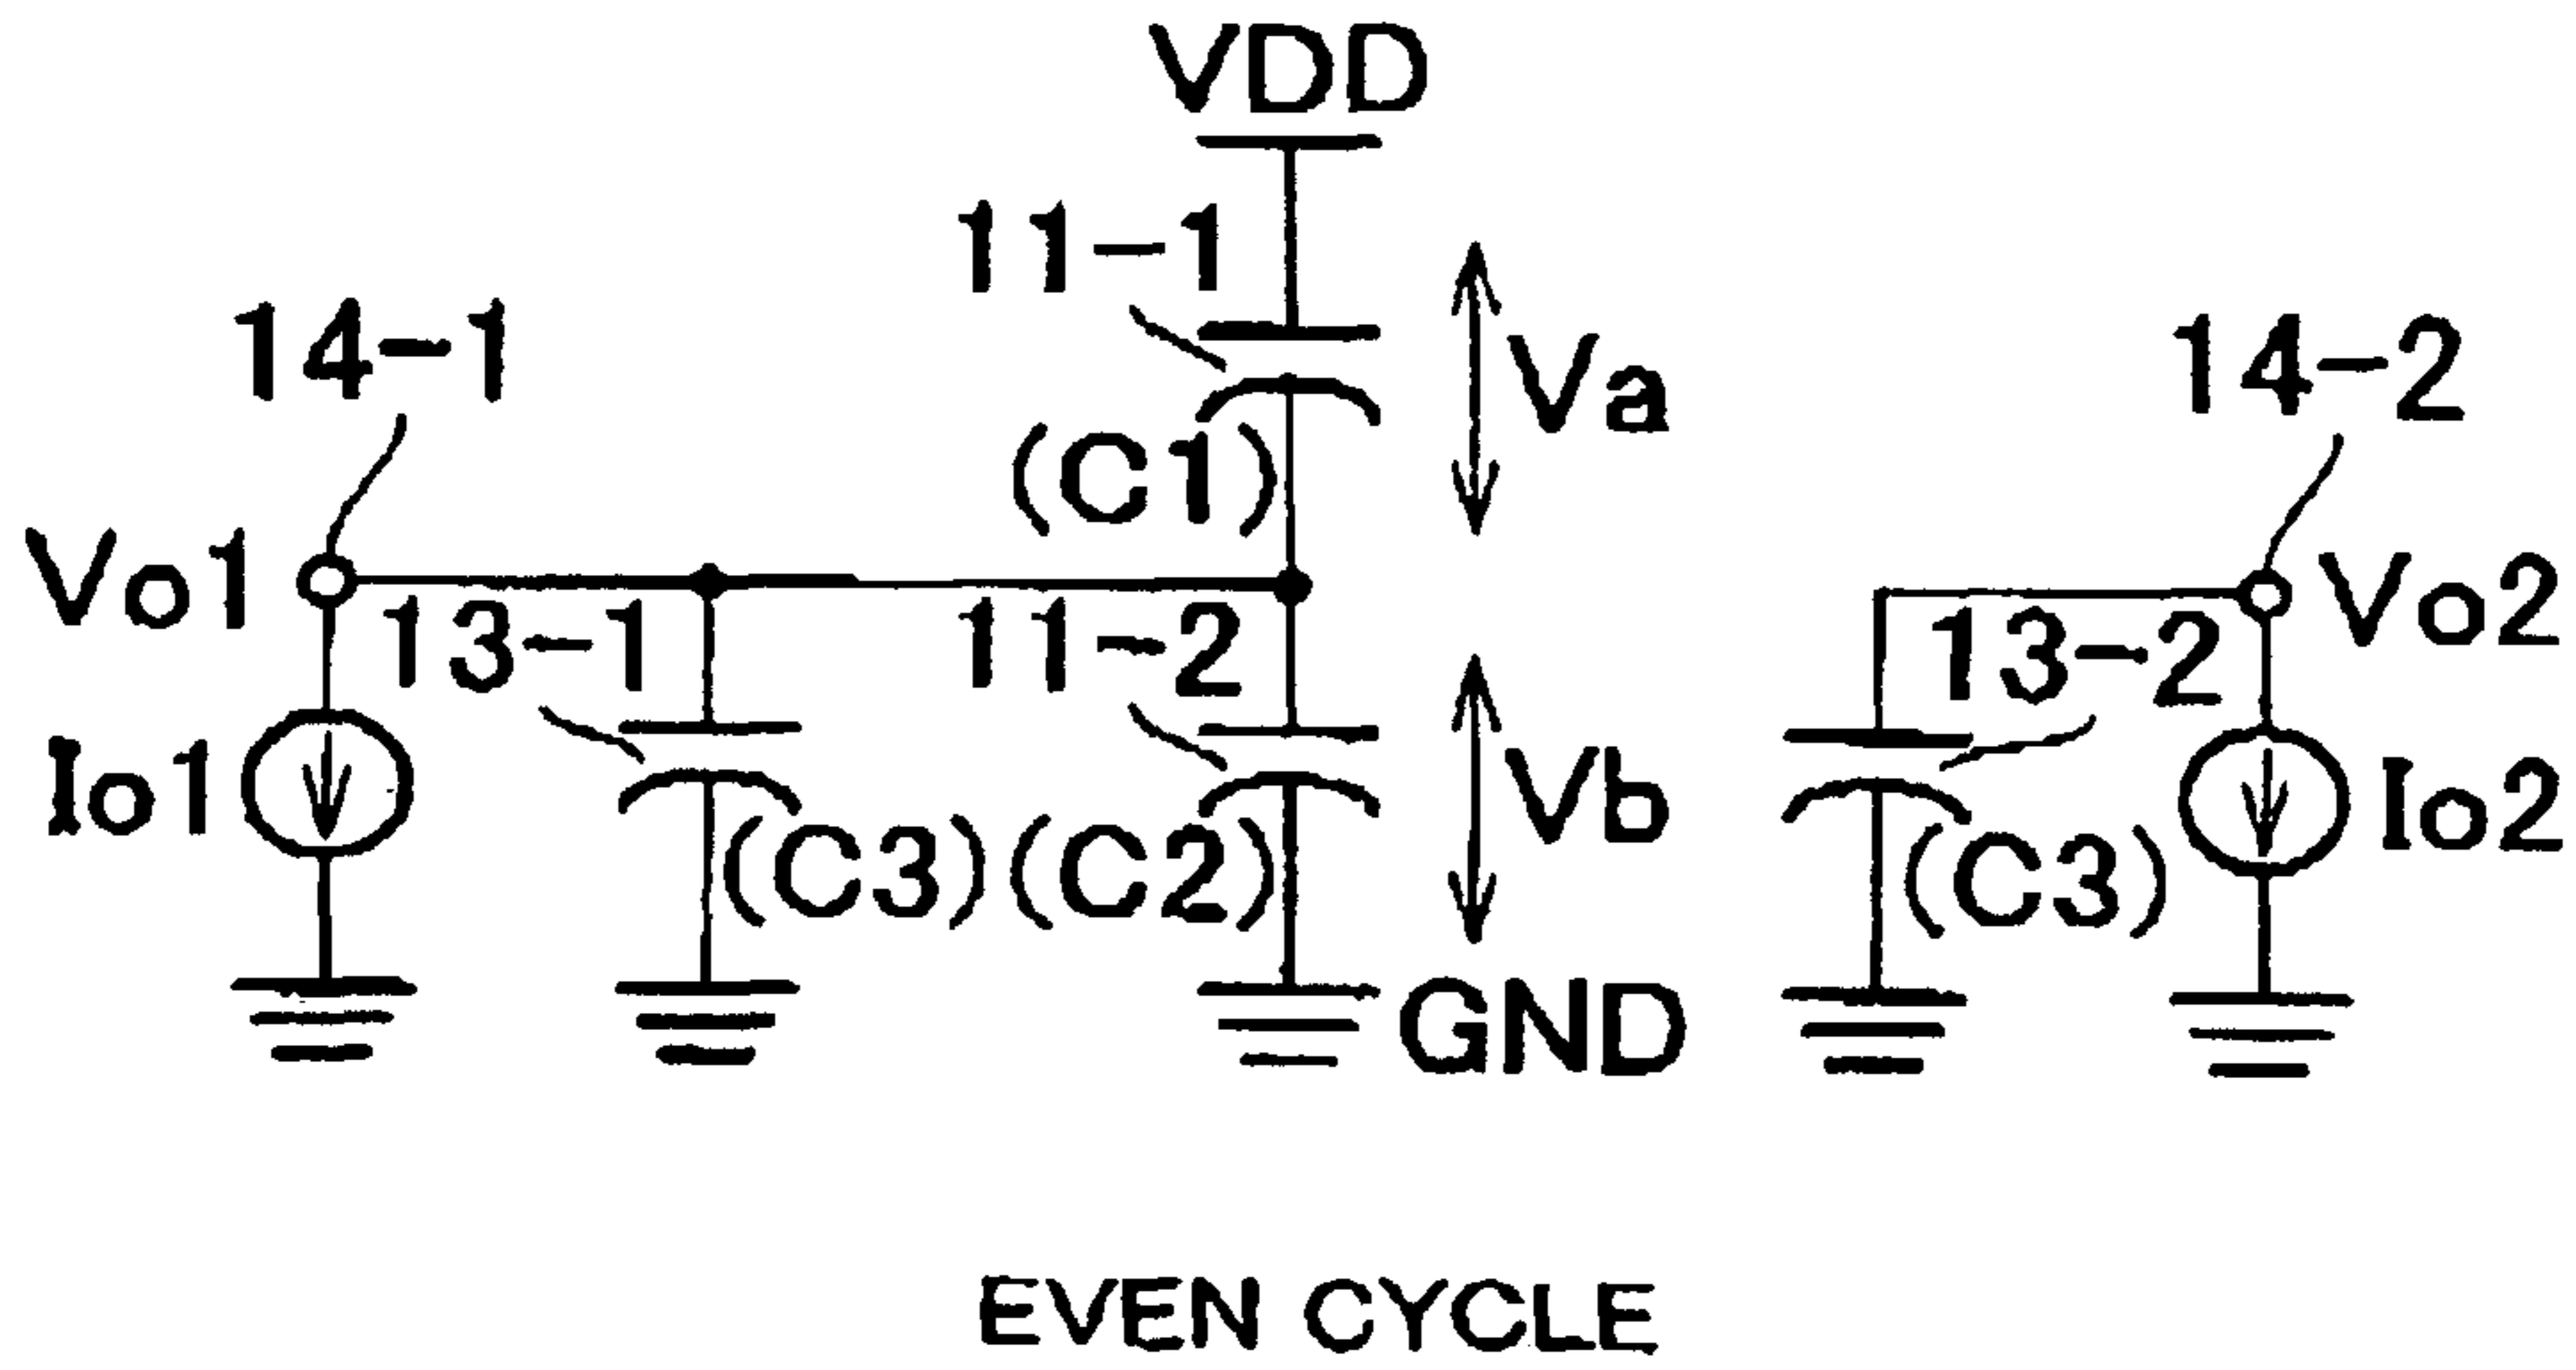 VDD
11-1
14-1
Va
14-2
(C1)
Vo1
Vo2
13-1
11-2
13-2
Io1
Vb
Io2
(C3)
(C2)
(C3)
GND
EVEN CYCLE